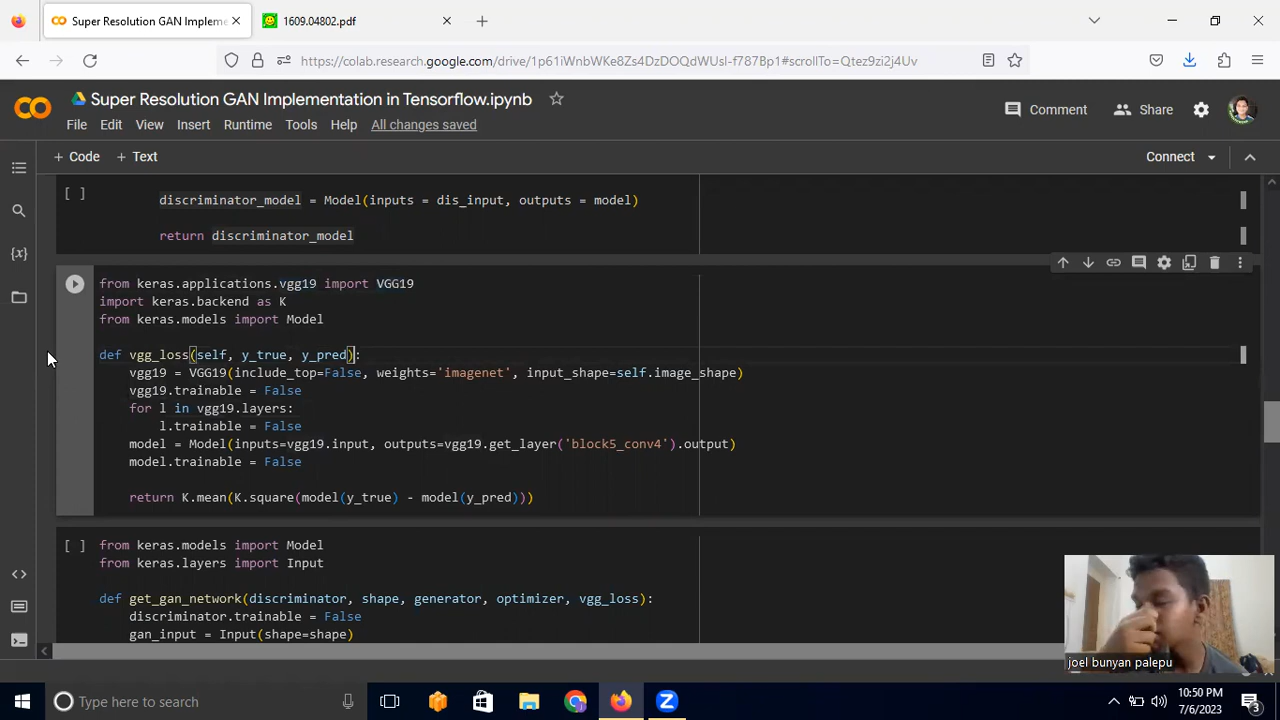 Super Resolution GAN Impleme
1609.04802.pdf
https://colab.research.google.com/drive/1p61iWnbWKe8Zs4DzDOQdWUsl-f787Bp1#scrollTo=Qtez9zi2j4Uv
Super Resolution GAN Implementation in Tensorflow.ipynb
Comment
Share
File Edit View Insert Runtime Tools Help All changes saved
+ Code + Text
Connect
[ ]
discriminator_model = Model(inputs = dis_input, outputs = model)
return discriminator_model
from keras.applications.vgg19 import VGG19
import keras.backend as K
from keras.models import Model
def vgg_loss(self, y_true, y_pred):
vgg19 = VGG19(include_top=False, weights='imagenet', input_shape=self.image_shape)
vgg19.trainable = False
for l in vgg19.layers:
l.trainable = False
model = Model(inputs=vgg19.input, outputs=vgg19.get_layer('block5_conv4').output)
model.trainable = False
return K.mean(K.square(model(y_true) - model(y_pred)))
[ ]
from keras.models import Model
from keras.layers import Input
def get_gan_network(discriminator, shape, generator, optimizer, vgg_loss):
discriminator.trainable = False
gan_input = Input(shape=shape)
joel bunyan palepu
Type here to search
10:50 PM
7/6/2023
3